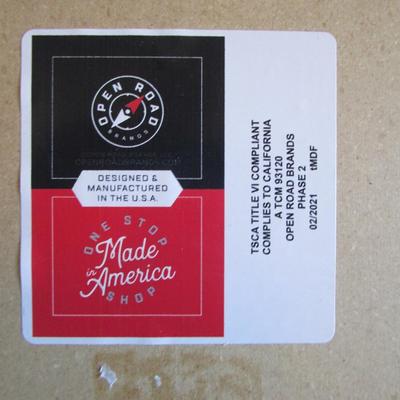 OPEN ROAD
BRANDS
OPENROADBRANDS.COM
DESIGNED &
MANUFACTURED
IN THE U.S.A.
ONE STOP
Made
in
America
SHOP
TSCA TITLE VI COMPLIANT
COMPLIES TO CALIFORNIA
A TCM 93120
OPEN ROAD BRANDS
PHASE 2
02/2021 tMDF